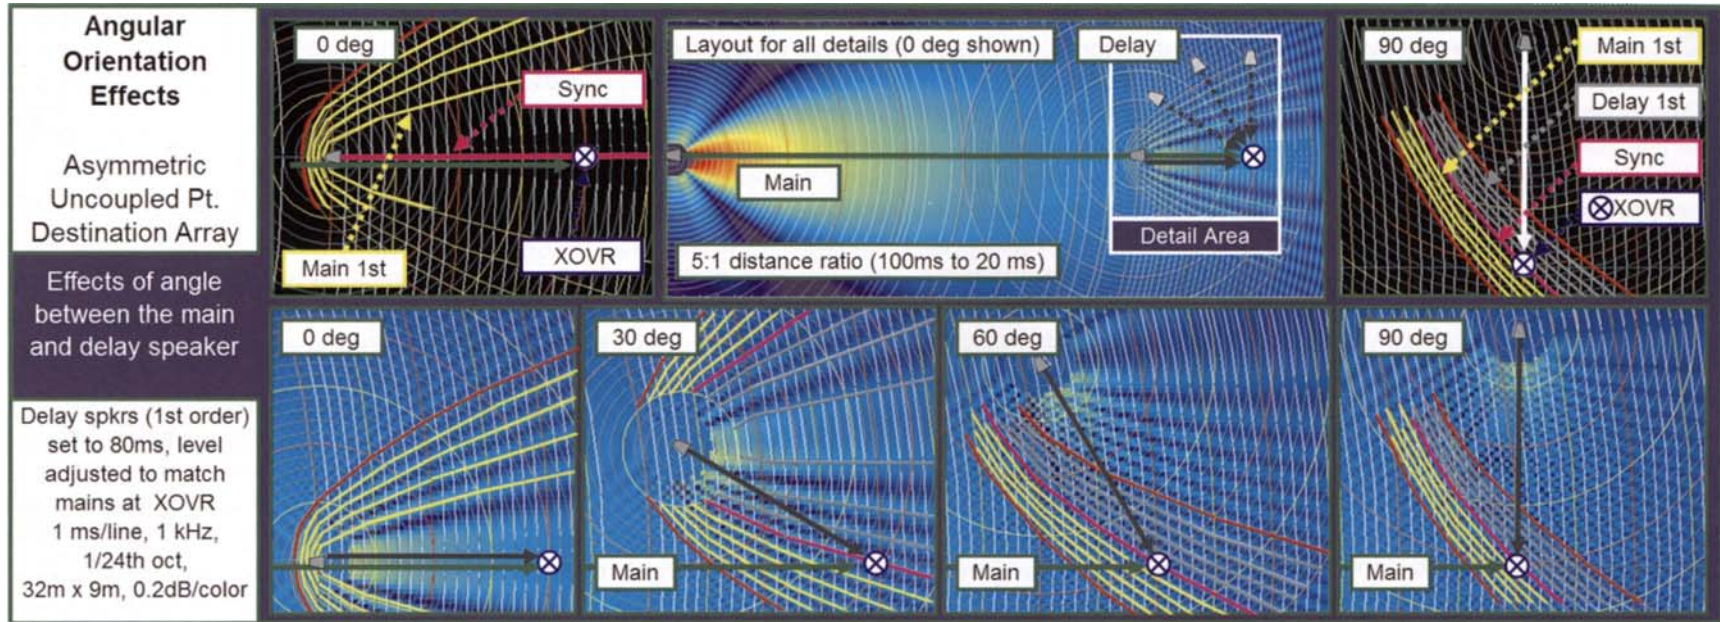 Angular
Orientation
Effects
Asymmetric
Uncoupled Pt.
Destination Array
Effects of angle
between the main
and delay speaker
Delay spkrs (1st order)
set to 80ms, level
adjusted to match
mains at XOVR
1 ms/line, 1 kHz,
1/24th oct,
32m x 9m, 0.2dB/color
0 deg
Sync
XOVR
Main 1st
Layout for all details (0 deg shown)
Delay
Main
Detail Area
5:1 distance ratio (100ms to 20 ms)
90 deg
Main 1st
Delay 1st
Sync
XOVR
0 deg
30 deg
Main
60 deg
Main
90 deg
Main